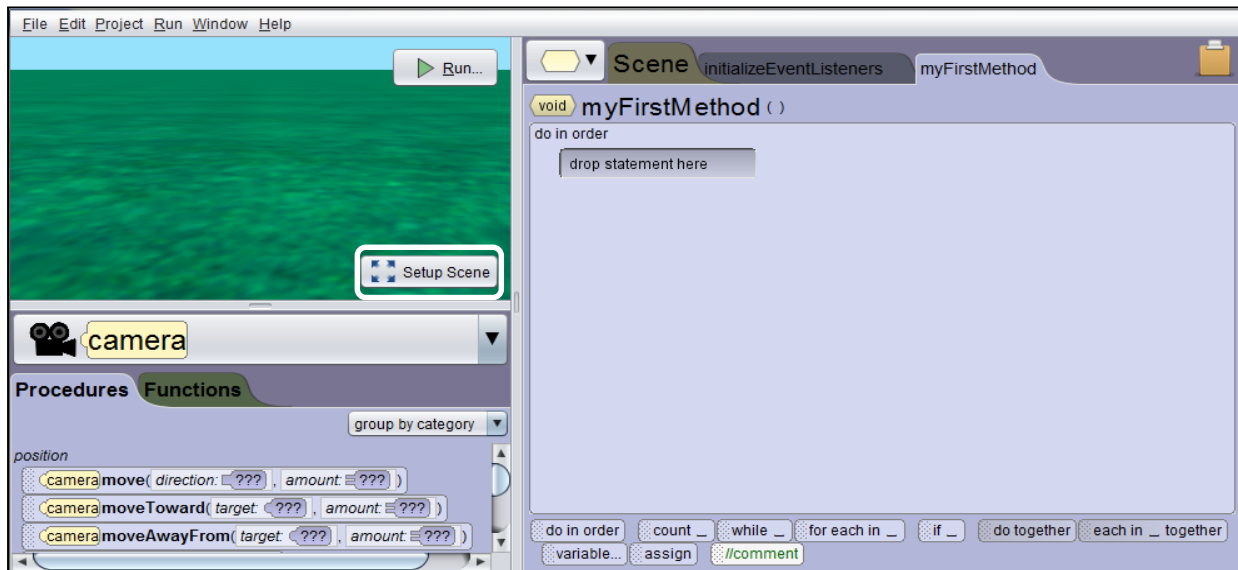 File Edit Project Run Window Help
Run...
Setup Scene
camera
Procedures Functions
group by category
position
camera move( direction: ??? , amount: ??? )
camera moveToward( target: ??? , amount: ??? )
camera moveAwayFrom( target: ??? , amount: ??? )
Scene initializeEventListeners myFirstMethod
void myFirstMethod ( )
do in order
drop statement here
do in order count _ while _ for each in _ if _ do together each in _ together
variable... assign //comment